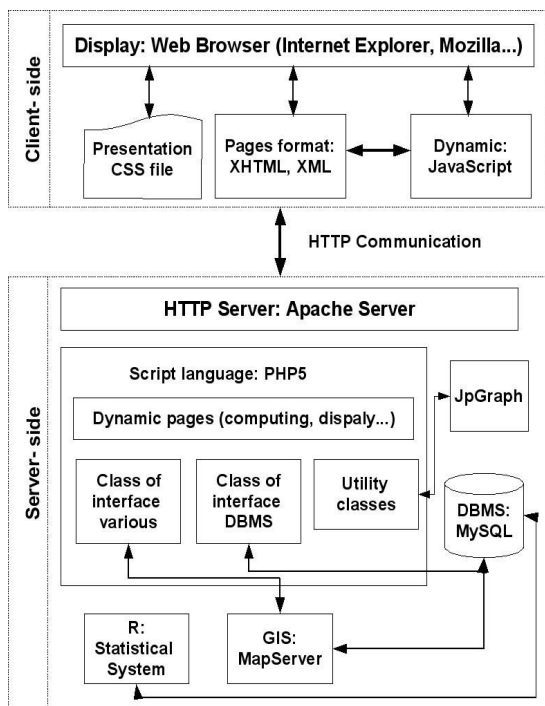 Client- side
Display: Web Browser (Internet Explorer, Mozilla...)
Presentation
CSS file
Pages format:
XHTML, XML
Dynamic:
JavaScript
HTTP Communication
Server- side
HTTP Server: Apache Server
Script language: PHP5
Dynamic pages (computing, dispaly...)
Class of
interface
various
Class of
interface
DBMS
Utility
classes
JpGraph
DBMS:
MySQL
R:
Statistical
System
GIS:
MapServer